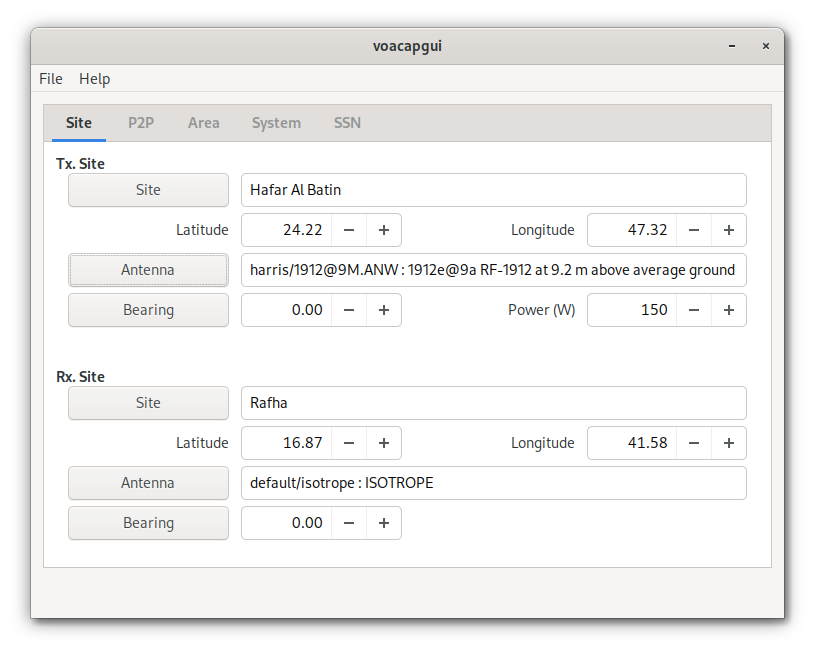 voacapgui
File Help
Site P2P Area System SSN
Tx. Site
Site Hafar Al Batin
Latitude 24.22 − + Longitude 47.32 − +
Antenna harris/1912@9M.ANW : 1912e@9a RF-1912 at 9.2 m above average ground
Bearing 0.00 − + Power (W) 150 − +
Rx. Site
Site Rafha
Latitude 16.87 − + Longitude 41.58 − +
Antenna default/isotrope : ISOTROPE
Bearing 0.00 − +